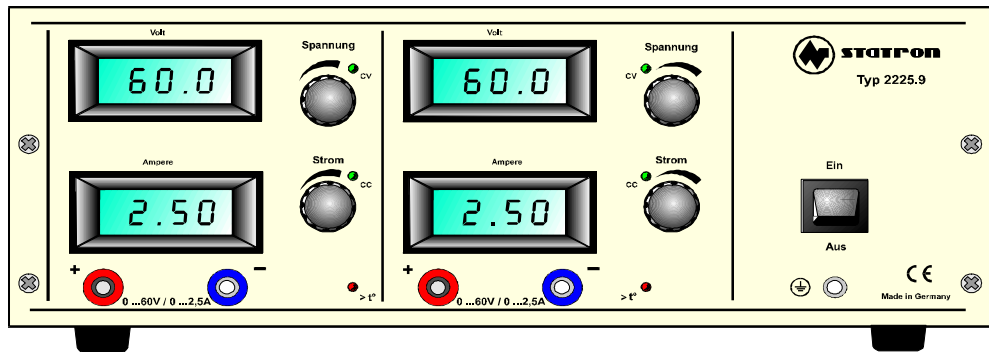 Volt
60.0
Spannung
CV
Ampere
2.50
Strom
CC
+
−
0 ...60V / 0 ...2,5A
> t°
Volt
60.0
Spannung
CV
Ampere
2.50
Strom
CC
+
−
0 ...60V / 0 ...2,5A
> t°
statron
Typ 2225.9
Ein
Aus
CE
Made in Germany